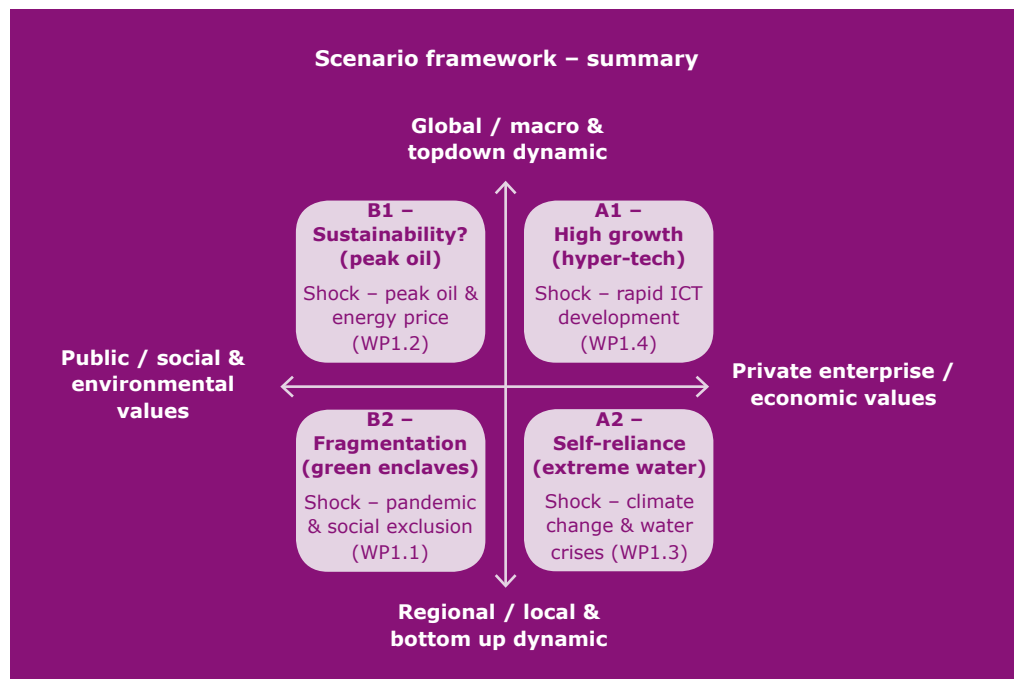 Scenario framework – summary
Global / macro &
topdown dynamic
B1 –
Sustainability?
(peak oil)
Shock – peak oil &
energy price
(WP1.2)
A1 –
High growth
(hyper-tech)
Shock – rapid ICT
development
(WP1.4)
Public / social &
environmental
values
Private enterprise /
economic values
B2 –
Fragmentation
(green enclaves)
Shock – pandemic
& social exclusion
(WP1.1)
A2 –
Self-reliance
(extreme water)
Shock – climate
change & water
crises (WP1.3)
Regional / local &
bottom up dynamic